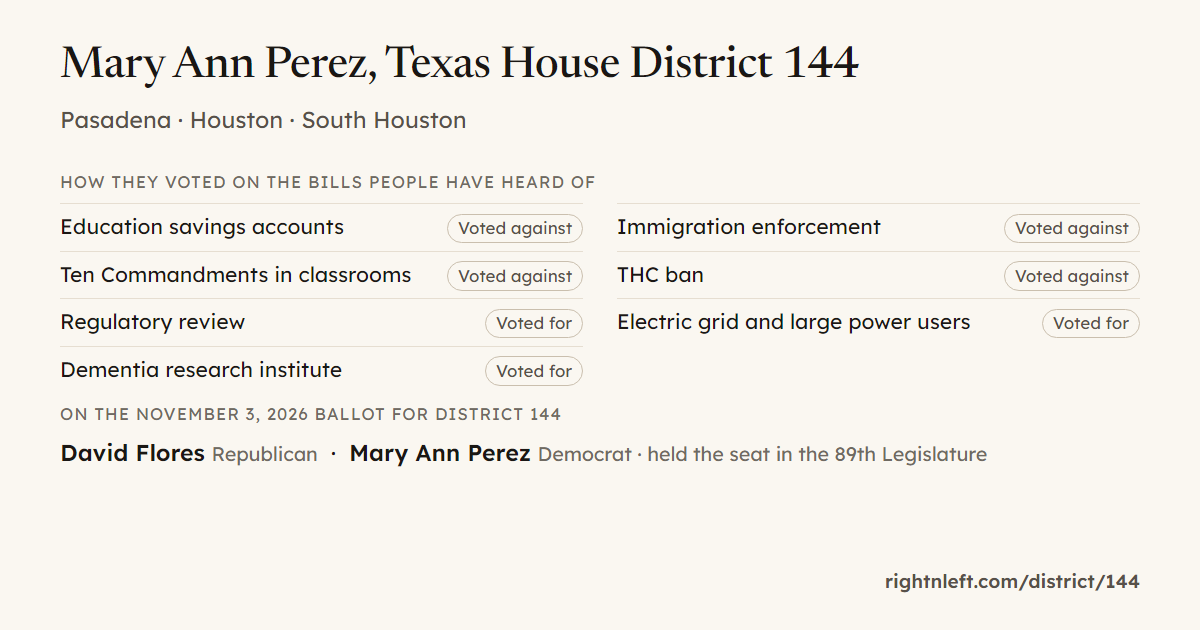 Mary Ann Perez, Texas House District 144
Pasadena · Houston · South Houston
HOW THEY VOTED ON THE BILLS PEOPLE HAVE HEARD OF
Education savings accounts Voted against
Ten Commandments in classrooms Voted against
Regulatory review Voted for
Dementia research institute Voted for
Immigration enforcement Voted against
THC ban Voted against
Electric grid and large power users Voted for
ON THE NOVEMBER 3, 2026 BALLOT FOR DISTRICT 144
David Flores Republican · Mary Ann Perez Democrat · held the seat in the 89th Legislature
rightnleft.com/district/144